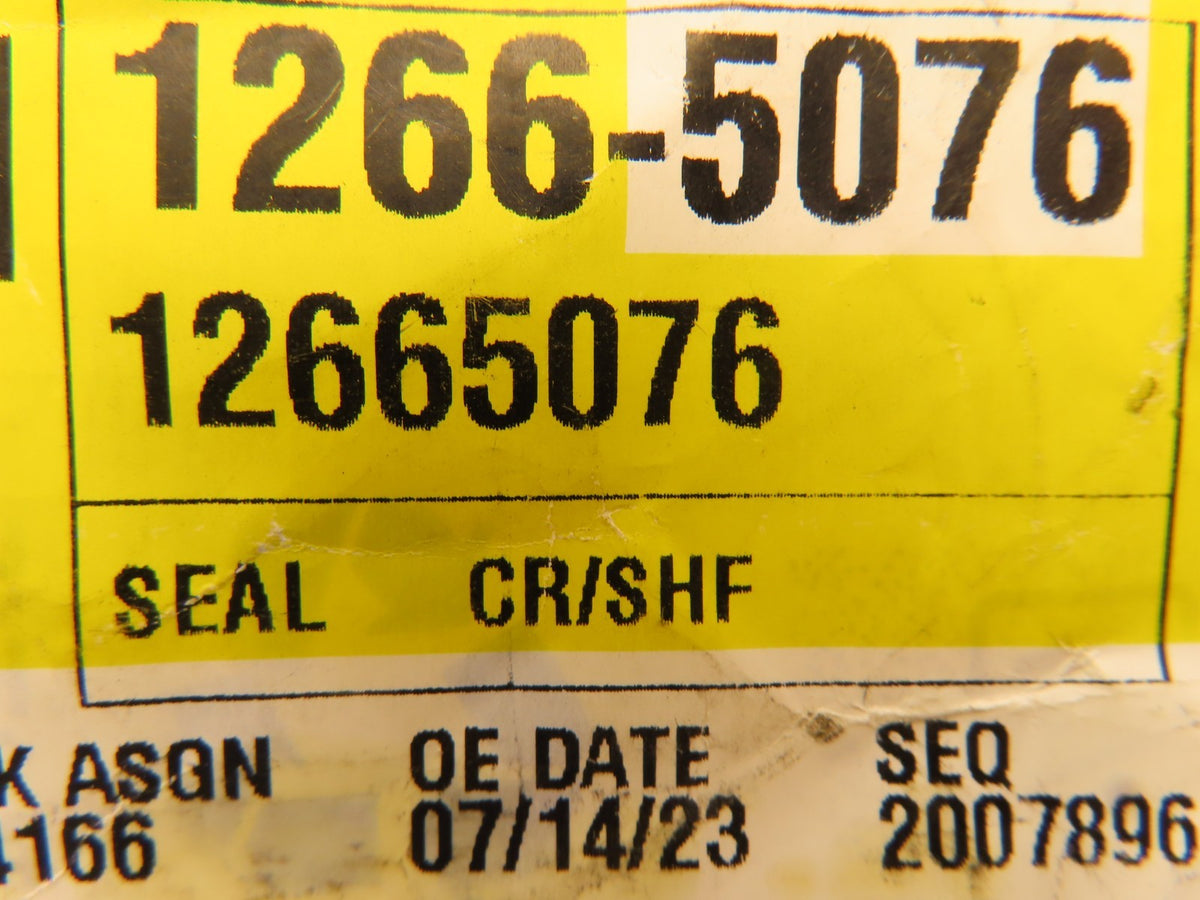 1266-5076
12665076
SEAL CR/SHF
K ASGN OE DATE SEQ
4166 07/14/23 2007896